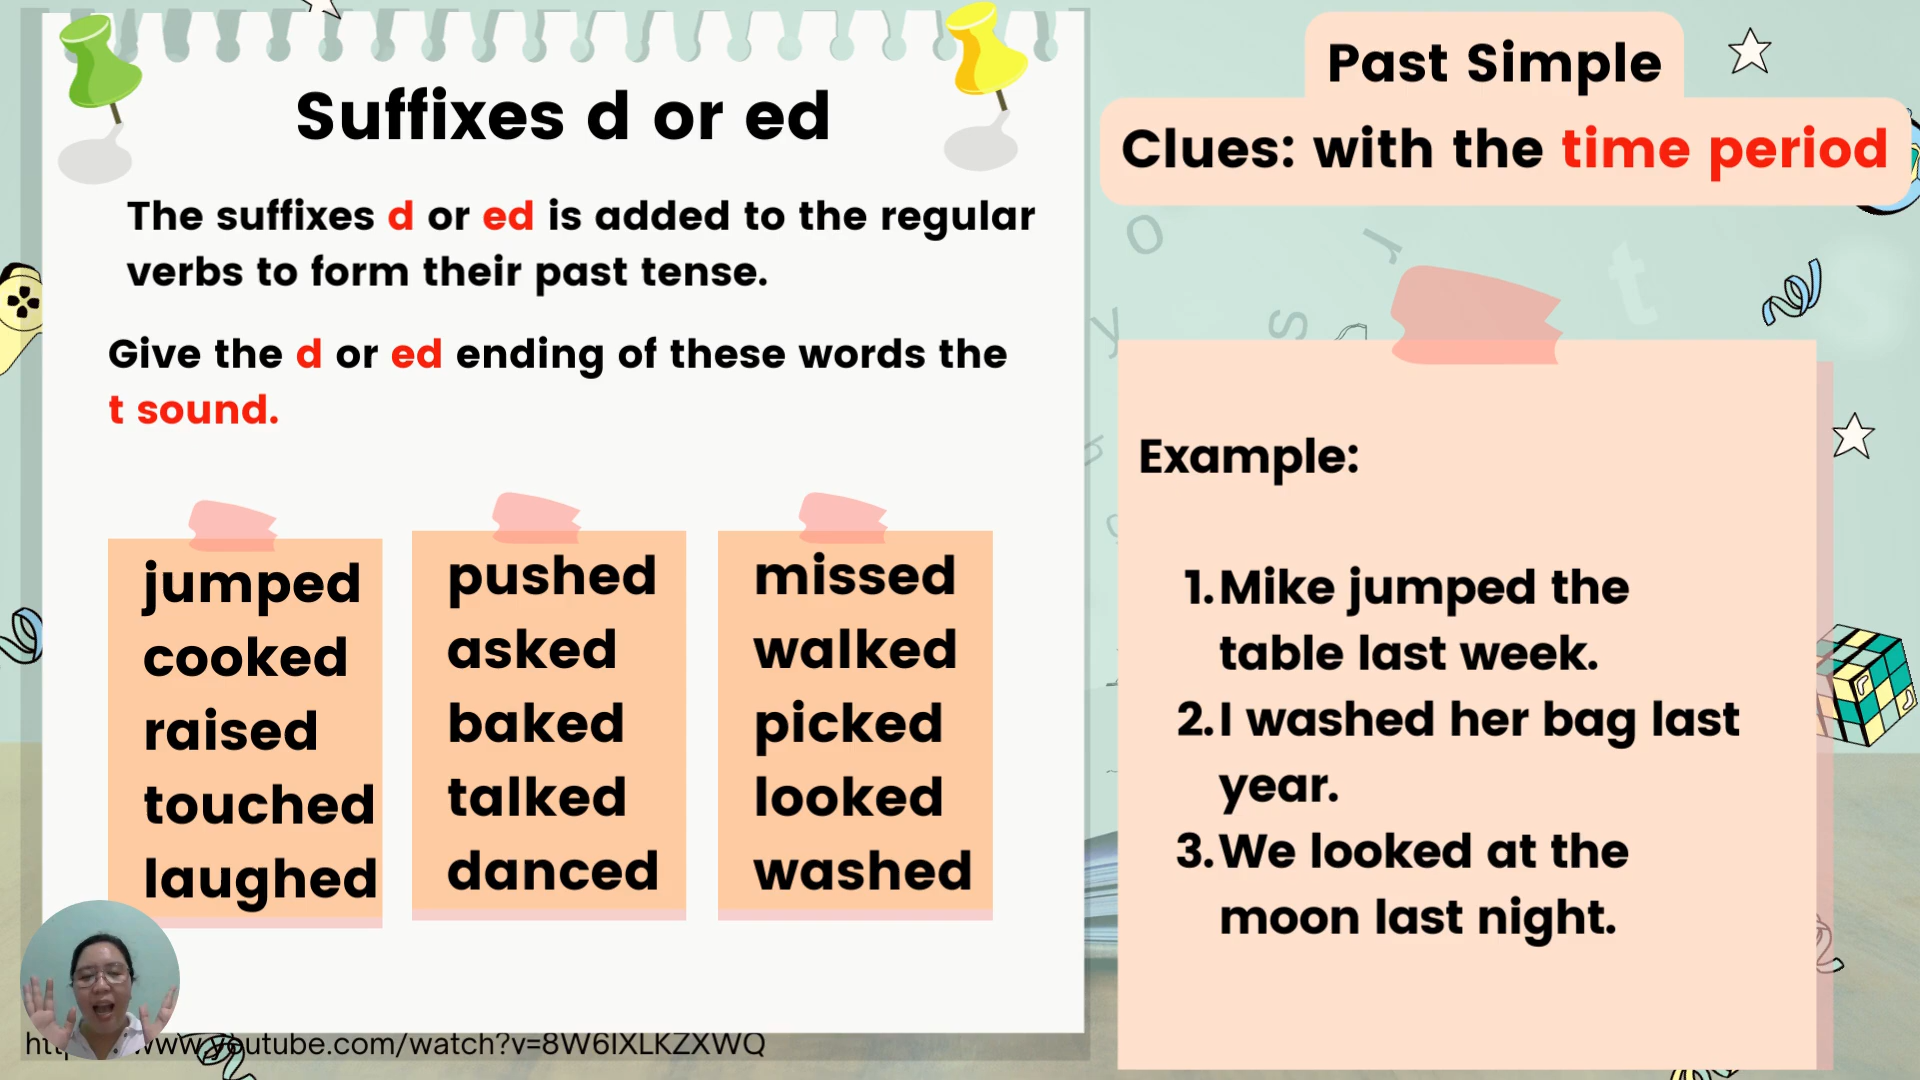 Suffixes d or ed
The suffixes d or ed is added to the regular
verbs to form their past tense.
Give the d or ed ending of these words the
t sound.
jumped
cooked
raised
touched
laughed
pushed
asked
baked
talked
danced
missed
walked
picked
looked
washed
www.youtube.com/watch?v=8W6IXLKZXWQ
Past Simple
Clues: with the time period
Example:
1. Mike jumped the
table last week.
2. I washed her bag last
year.
3. We looked at the
moon last night.